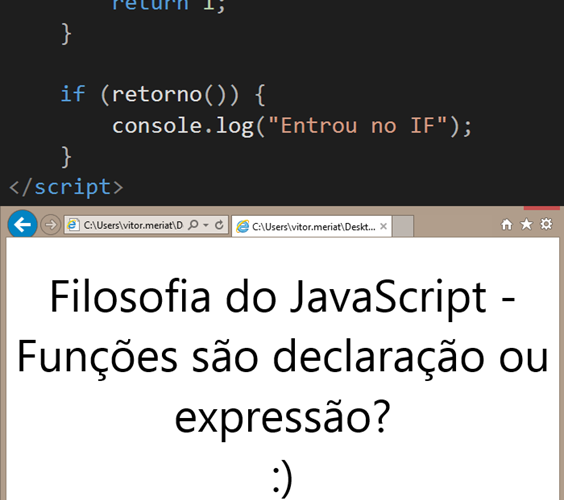 return 1;
}
if (retorno()) {
console.log("Entrou no IF");
}
</script>
C:\Users\vitor.meriat\D
C:\Users\vitor.meriat\Deskt...
Filosofia do JavaScript -
Funções são declaração ou
expressão?
:)